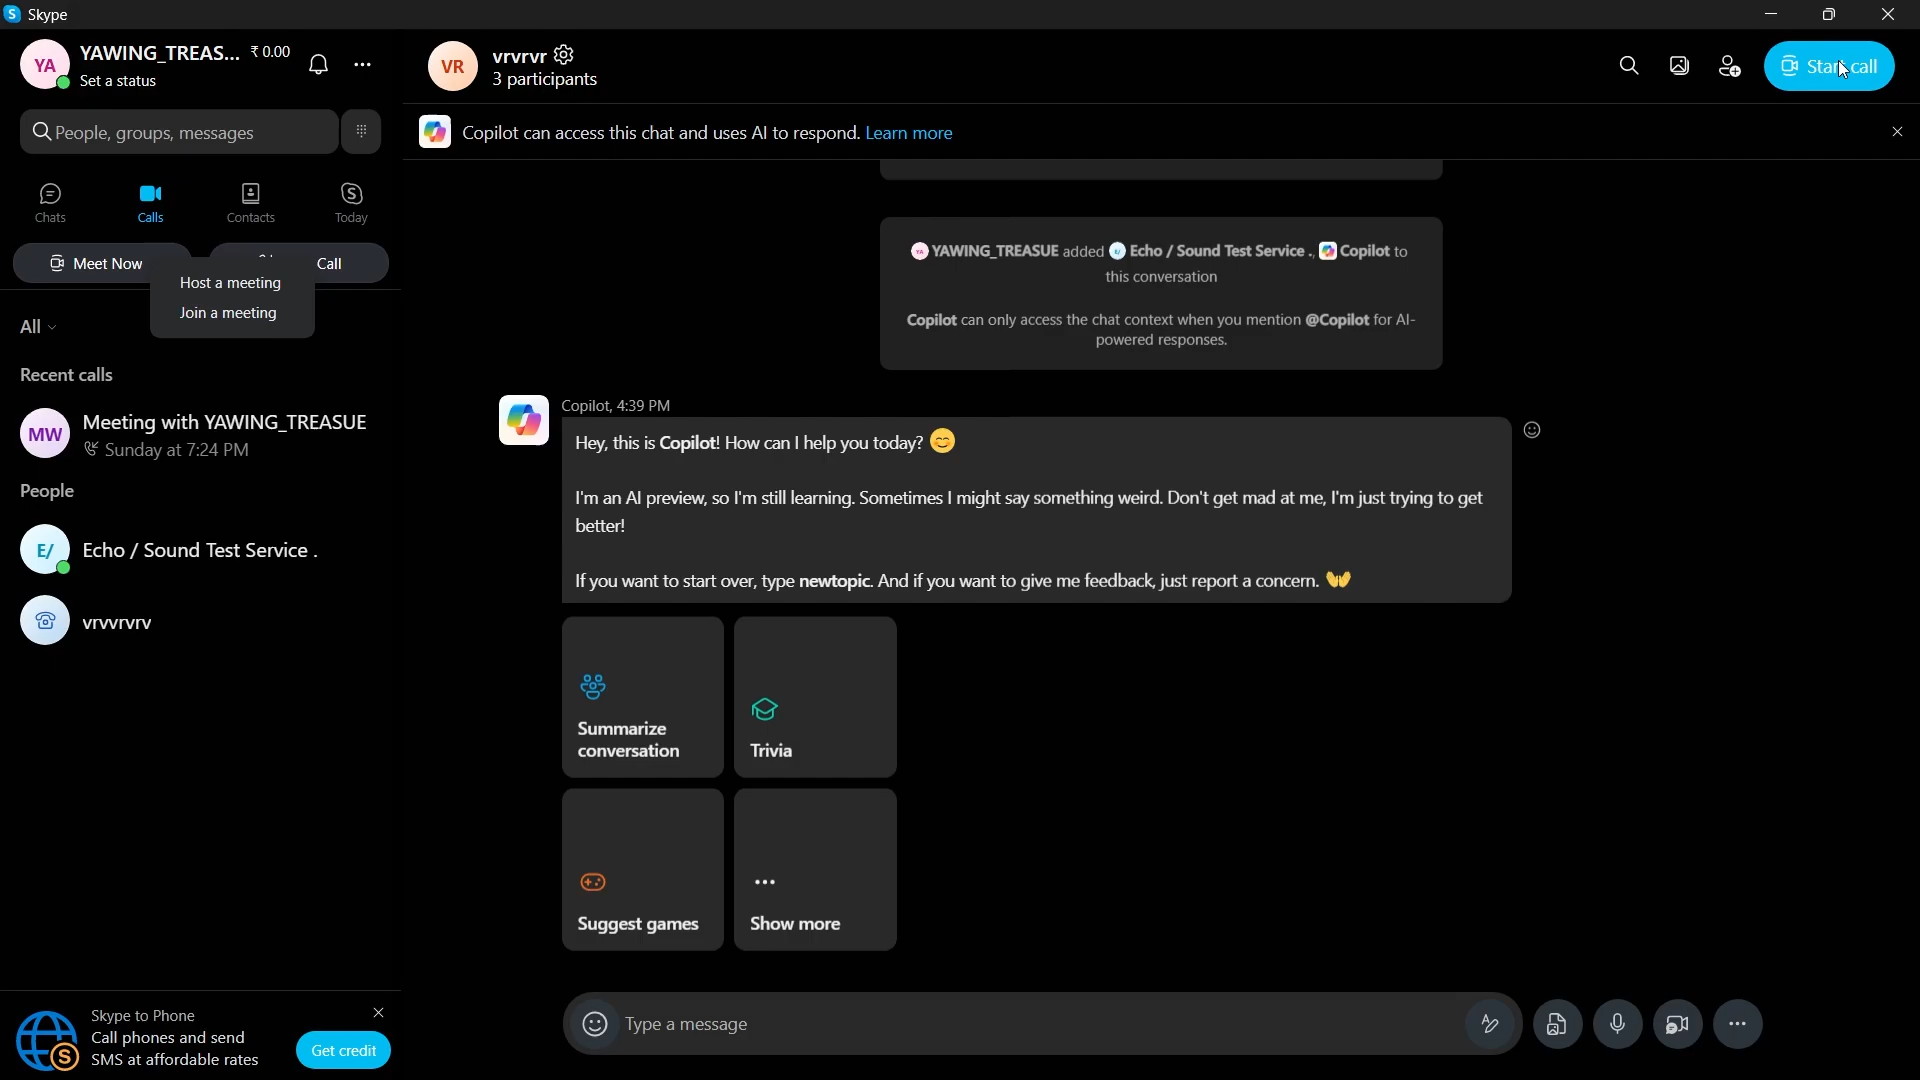 Skype
YA
YAWING_TREAS... ₹ 0.00
Set a status
People, groups, messages
Chats
Calls
Contacts
Today
Meet Now
Call
Host a meeting
Join a meeting
All
Recent calls
MW
Meeting with YAWING_TREASUE
Sunday at 7:24 PM
People
E/
Echo / Sound Test Service .
vrvvrvrv
Skype to Phone
Call phones and send
SMS at affordable rates
Get credit
VR
vrvrvr
3 participants
Start call
Copilot can access this chat and uses AI to respond. Learn more
YAWING_TREASUE added Echo / Sound Test Service ., Copilot to
this conversation
Copilot can only access the chat context when you mention @Copilot for AI-
powered responses.
Copilot, 4:39 PM
Hey, this is Copilot! How can I help you today? 😊
I'm an AI preview, so I'm still learning. Sometimes I might say something weird. Don't get mad at me, I'm just trying to get
better!
If you want to start over, type newtopic. And if you want to give me feedback, just report a concern. 👐
Summarize
conversation
Trivia
Suggest games
Show more
Type a message